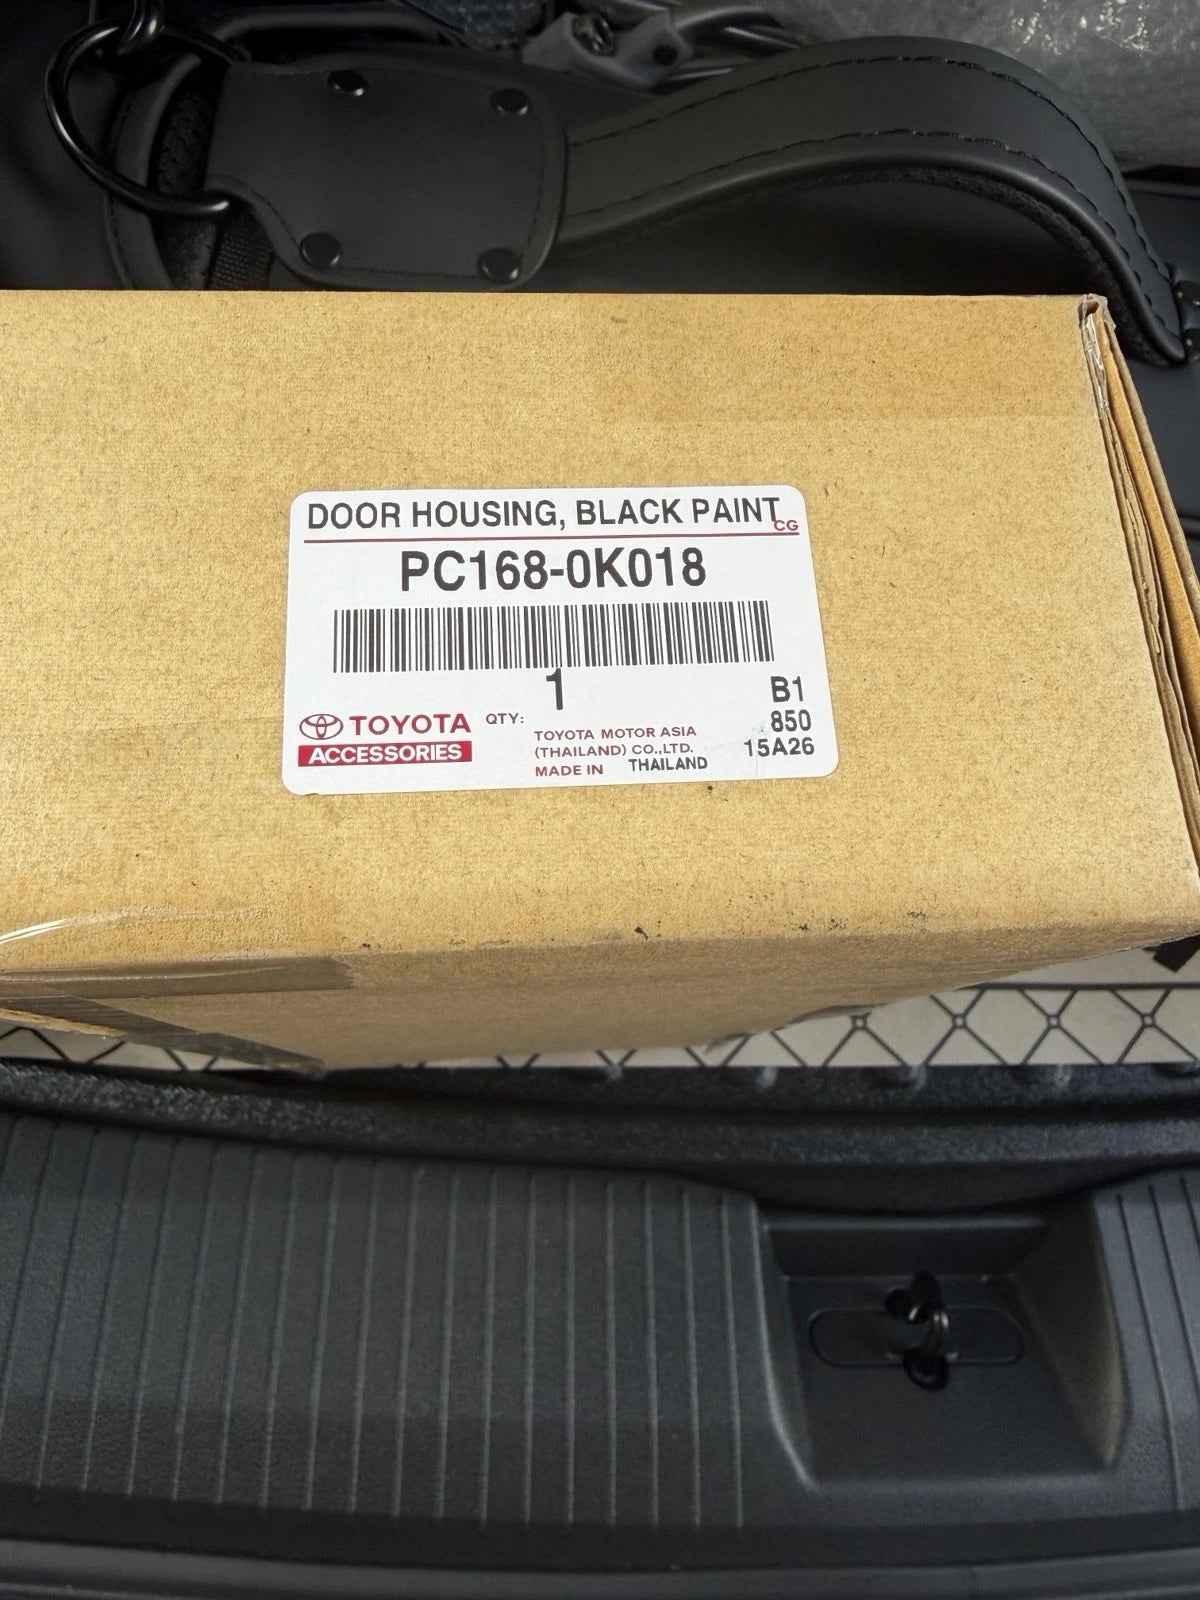 DOOR HOUSING, BLACK PAINT
CG
PC168-0K018
1
B1
TOYOTA
QTY:
850
ACCESSORIES
TOYOTA MOTOR ASIA
(THAILAND) CO.,LTD.
15A26
MADE IN THAILAND